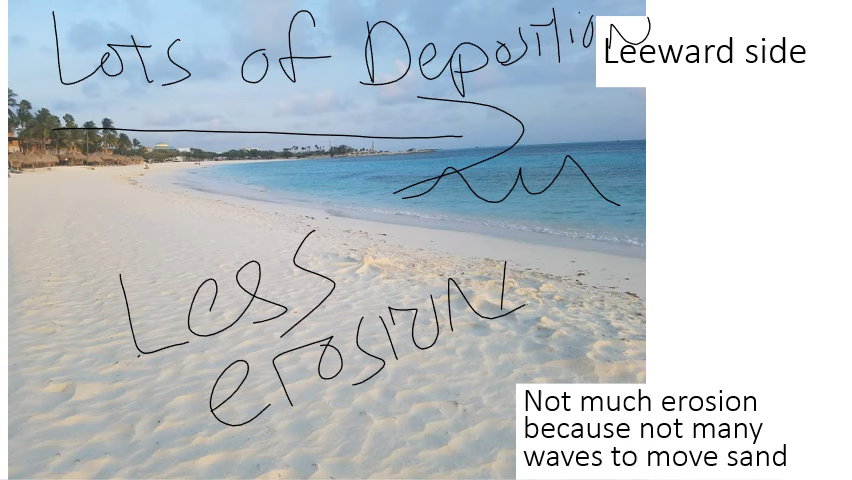 Lots of Deposition
Leeward side
Less
erosion
Not much erosion
because not many
waves to move sand